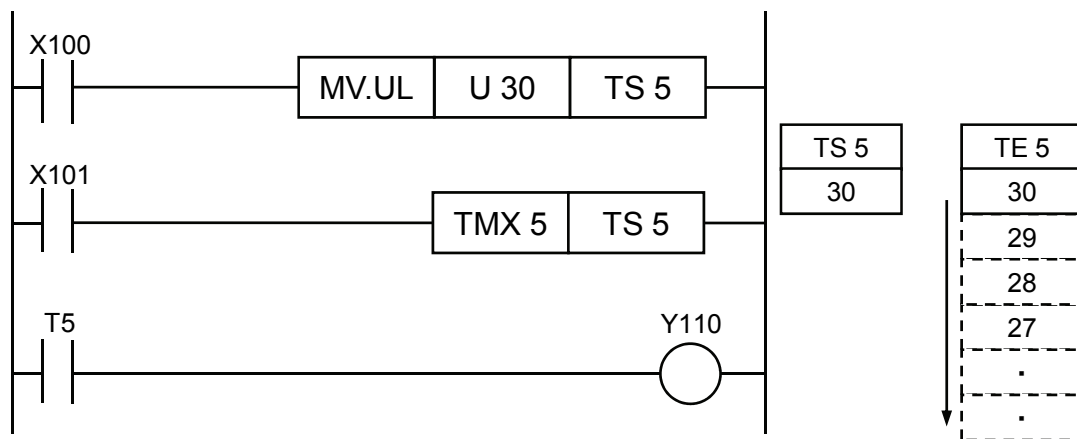 X100
MV.UL U 30 TS 5
TS 5 TE 5
X101
30 30
TMX 5 TS 5
29
28
T5 Y110
27
.
.